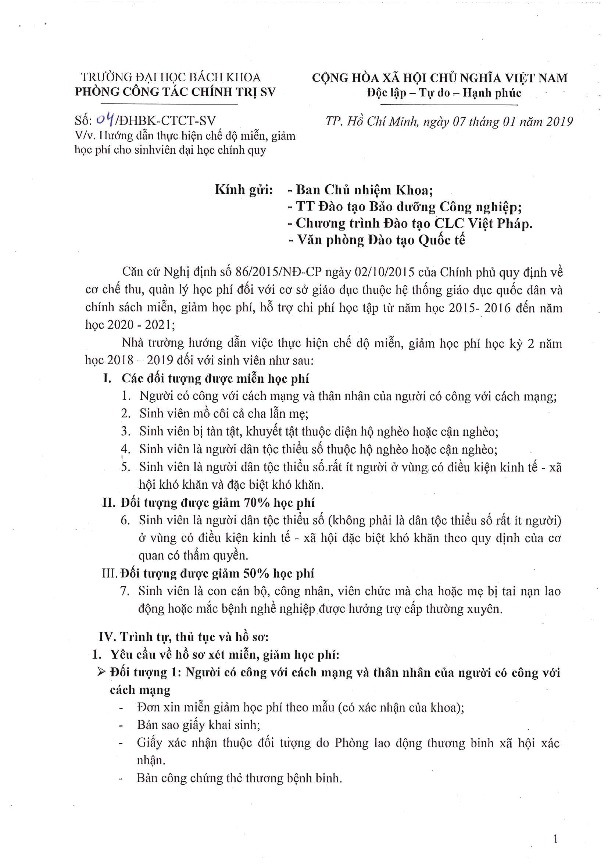 TRƯỜNG ĐẠI HỌC BÁCH KHOA
PHÒNG CÔNG TÁC CHÍNH TRỊ SV
CỘNG HÒA XÃ HỘI CHỦ NGHĨA VIỆT NAM
Độc lập – Tự do – Hạnh phúc
Số: 04/ĐHBK-CTCT-SV
V/v. Hướng dẫn thực hiện chế độ miễn, giảm
học phí cho sinhviên đại học chính quy
TP. Hồ Chí Minh, ngày 07 tháng 01 năm 2019
Kính gửi: - Ban Chủ nhiệm Khoa;
- TT Đào tạo Bảo dưỡng Công nghiệp;
- Chương trình Đào tạo CLC Việt Pháp.
- Văn phòng Đào tạo Quốc tế
Căn cứ Nghị định số 86/2015/NĐ-CP ngày 02/10/2015 của Chính phủ quy định về
cơ chế thu, quản lý học phí đối với cơ sở giáo dục thuộc hệ thống giáo dục quốc dân và
chính sách miễn, giảm học phí, hỗ trợ chi phí học tập từ năm học 2015- 2016 đến năm
học 2020 - 2021;
Nhà trường hướng dẫn việc thực hiện chế độ miễn, giảm học phí học kỳ 2 năm
học 2018 – 2019 đối với sinh viên như sau:
I. Các đối tượng được miễn học phí
1. Người có công với cách mạng và thân nhân của người có công với cách mạng;
2. Sinh viên mồ côi cả cha lẫn mẹ;
3. Sinh viên bị tàn tật, khuyết tật thuộc diện hộ nghèo hoặc cận nghèo;
4. Sinh viên là người dân tộc thiểu số thuộc hộ nghèo hoặc cận nghèo;
5. Sinh viên là người dân tộc thiểu số rất ít người ở vùng có điều kiện kinh tế - xã
hội khó khăn và đặc biệt khó khăn.
II. Đối tượng được giảm 70% học phí
6. Sinh viên là người dân tộc thiểu số (không phải là dân tộc thiểu số rất ít người)
ở vùng có điều kiện kinh tế - xã hội đặc biệt khó khăn theo quy định của cơ
quan có thẩm quyền.
III. Đối tượng được giảm 50% học phí
7. Sinh viên là con cán bộ, công nhân, viên chức mà cha hoặc mẹ bị tai nạn lao
động hoặc mắc bệnh nghề nghiệp được hưởng trợ cấp thường xuyên.
IV. Trình tự, thủ tục và hồ sơ:
1. Yêu cầu về hồ sơ xét miễn, giảm học phí:
➢ Đối tượng 1: Người có công với cách mạng và thân nhân của người có công với
cách mạng
- Đơn xin miễn giảm học phí theo mẫu (có xác nhận của khoa);
- Bản sao giấy khai sinh;
- Giấy xác nhận thuộc đối tượng do Phòng lao động thương binh xã hội xác
nhận.
- Bản công chứng thẻ thương bệnh binh.
1